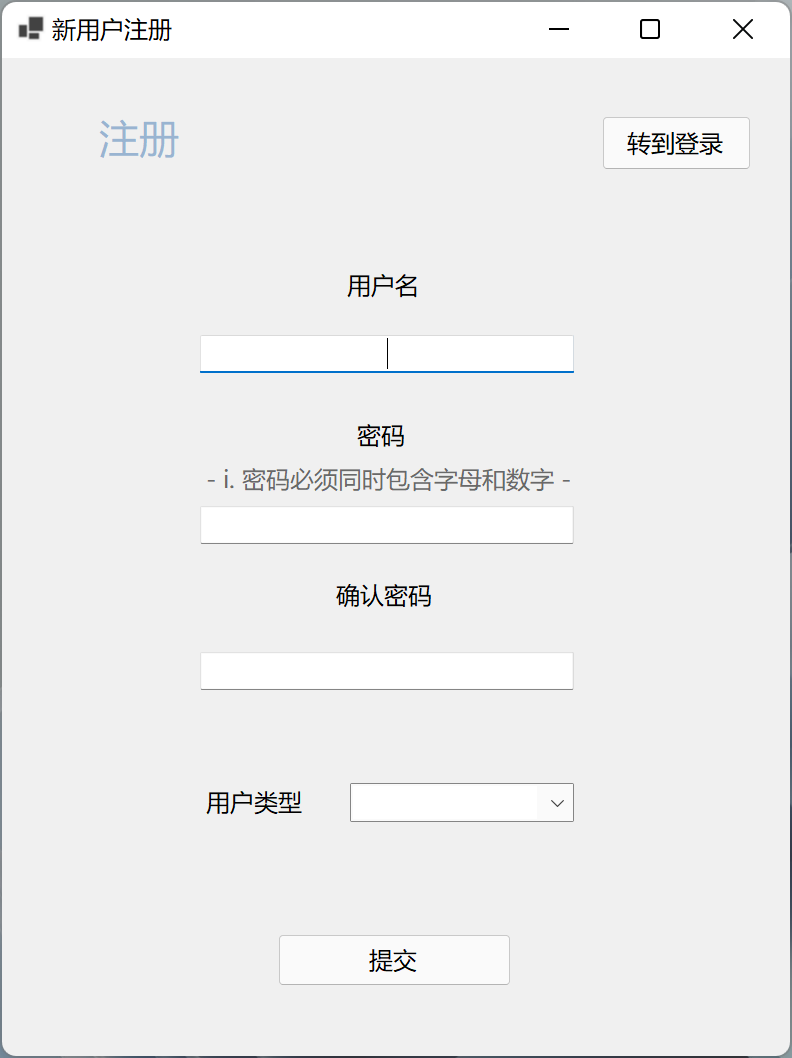 新用户注册
注册
转到登录
用户名
密码
- i. 密码必须同时包含字母和数字 -
确认密码
用户类型
提交